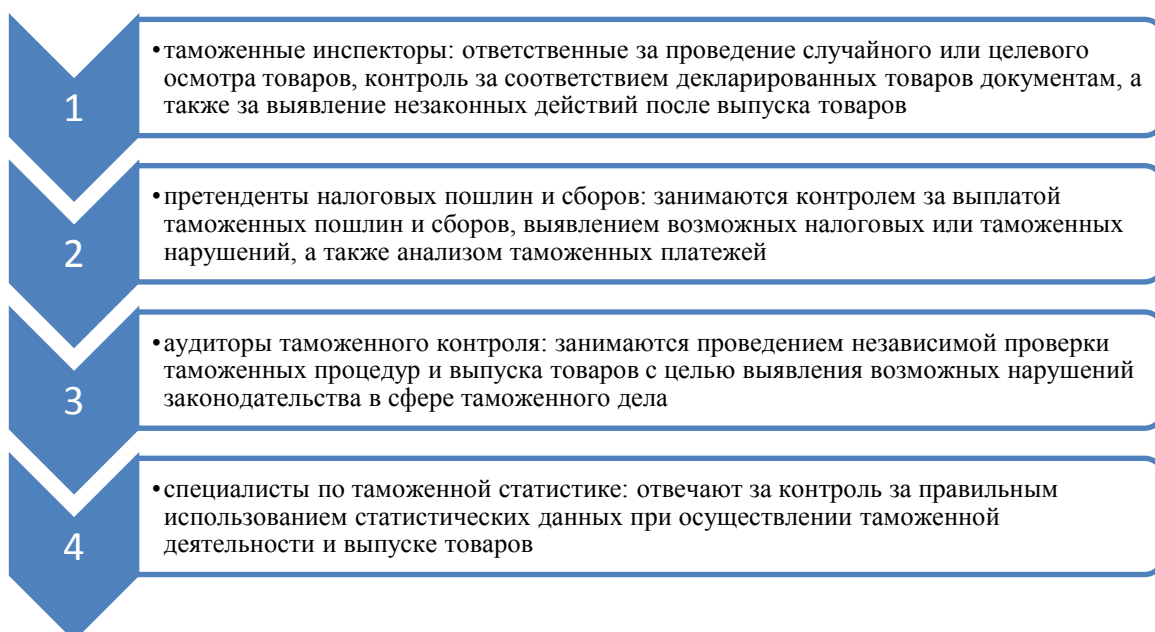 1
•таможенные инспекторы: ответственные за проведение случайного или целевого
осмотра товаров, контроль за соответствием декларированных товаров документам, а
также за выявление незаконных действий после выпуска товаров
2
•претенденты налоговых пошлин и сборов: занимаются контролем за выплатой
таможенных пошлин и сборов, выявлением возможных налоговых или таможенных
нарушений, а также анализом таможенных платежей
3
•аудиторы таможенного контроля: занимаются проведением независимой проверки
таможенных процедур и выпуска товаров с целью выявления возможных нарушений
законодательства в сфере таможенного дела
4
•специалисты по таможенной статистике: отвечают за контроль за правильным
использованием статистических данных при осуществлении таможенной
деятельности и выпуске товаров